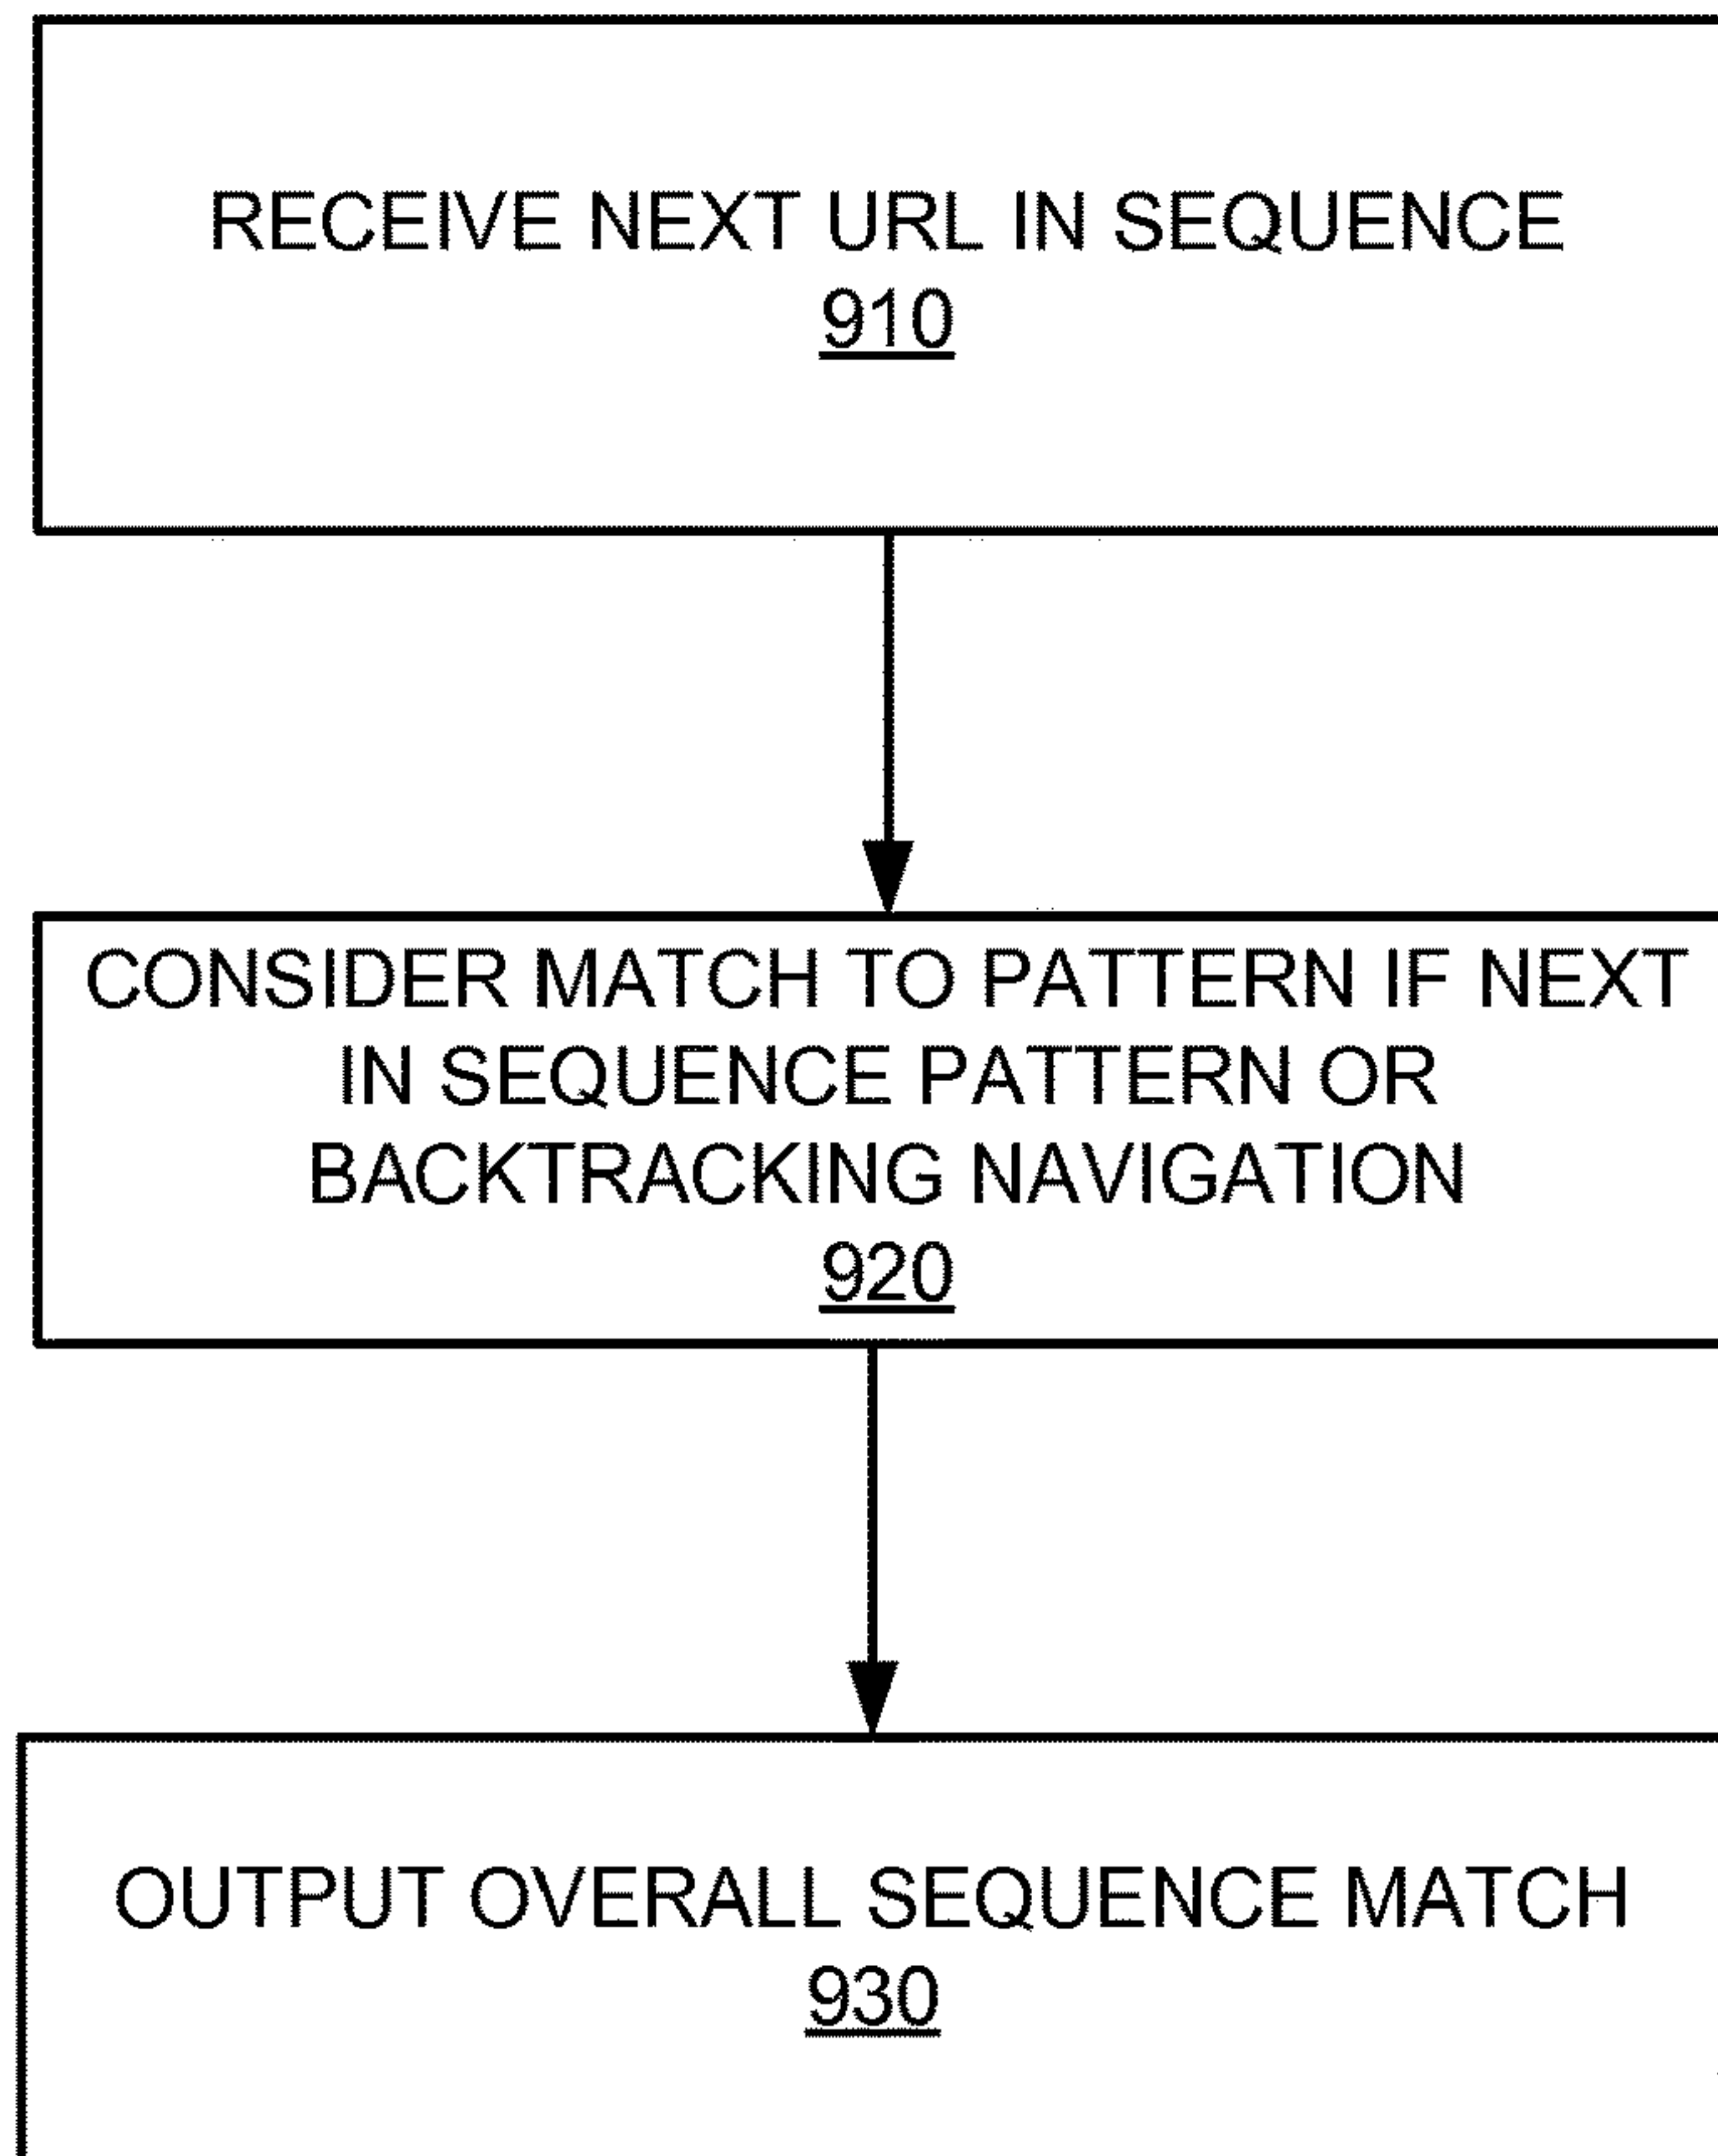 RECEIVE NEXT URL IN SEQUENCE
910
CONSIDER MATCH TO PATTERN IF NEXT
IN SEQUENCE PATTERN OR
BACKTRACKING NAVIGATION
920
OUTPUT OVERALL SEQUENCE MATCH
930